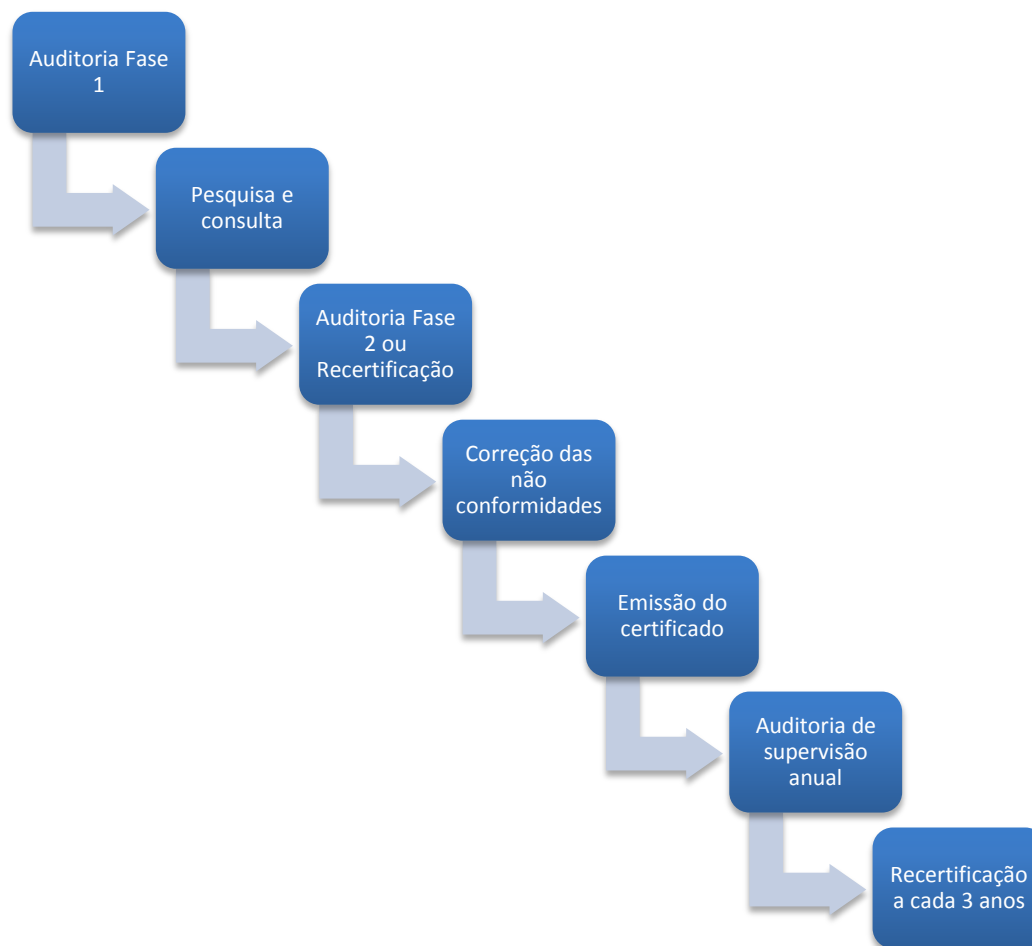 Auditoria Fase
1
Pesquisa e
consulta
Auditoria Fase
2 ou
Recertificação
Correção das
não
conformidades
Emissão do
certificado
Auditoria de
supervisão
anual
Recertificação
a cada 3 anos